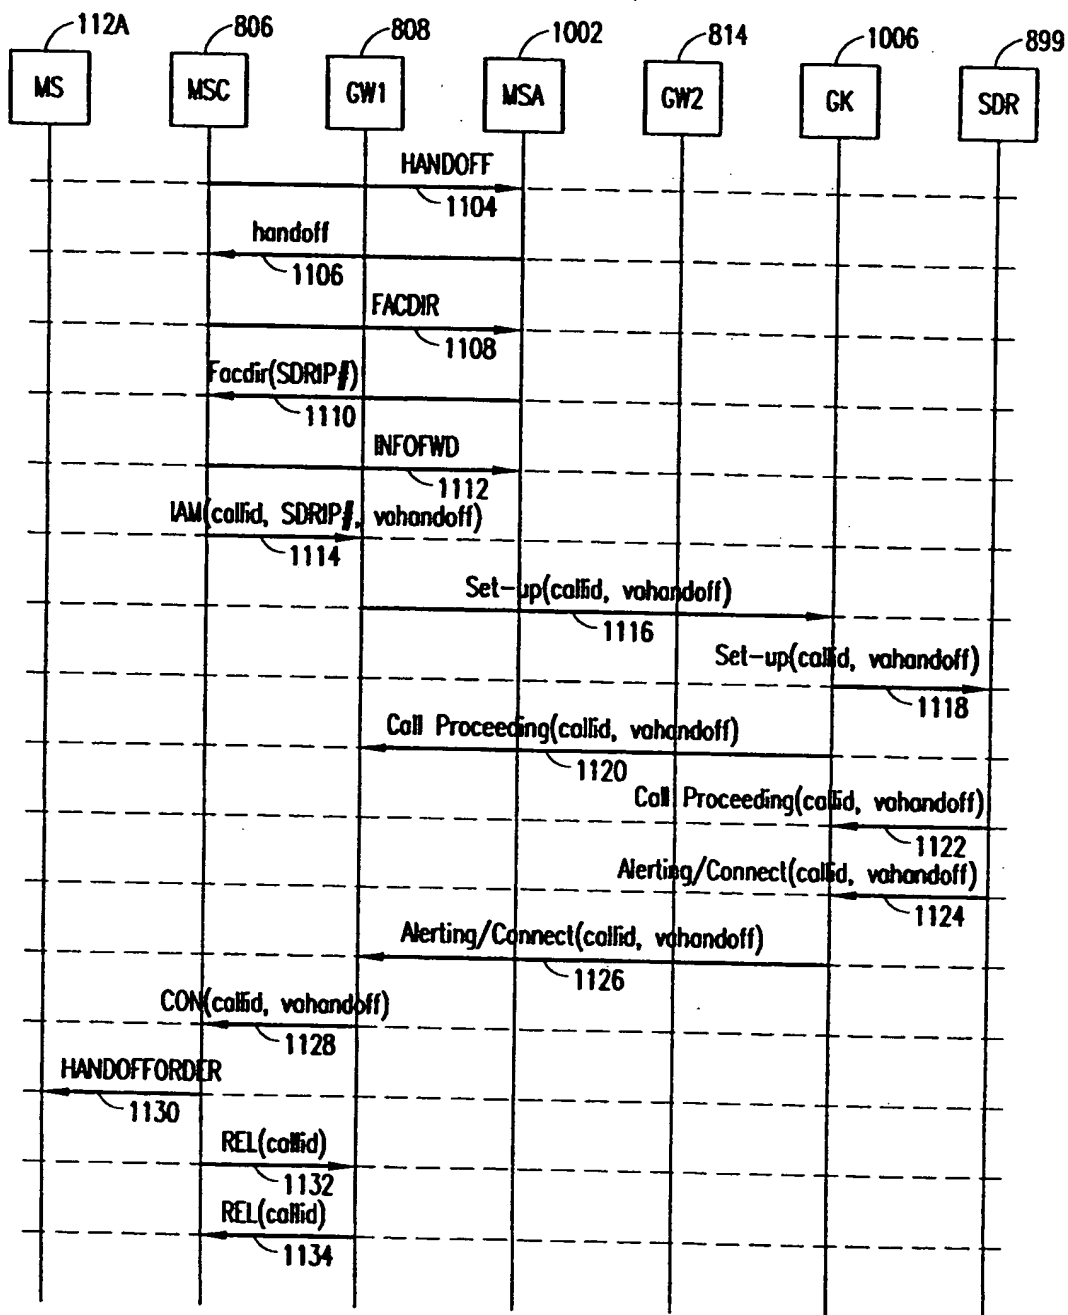 112A 806 808 1002 814 1006 899
MS MSC GW1 MSA GW2 GK SDR
HANDOFF
1104
handoff
1106
FACDIR
1108
Facdir(SDRIP#)
1110
INFOFWD
1112
IAM(callid, SDRIP#, vohandoff)
1114
Set-up(callid, vohandoff)
1116
Set-up(callid, vohandoff)
1118
Call Proceeding(callid, vohandoff)
1120
Call Proceeding(callid, vohandoff)
1122
Alerting/Connect(callid, vohandoff)
1124
Alerting/Connect(callid, vohandoff)
1126
CON(callid, vohandoff)
1128
HANDOFFORDER
1130
REL(callid)
1132
REL(callid)
1134